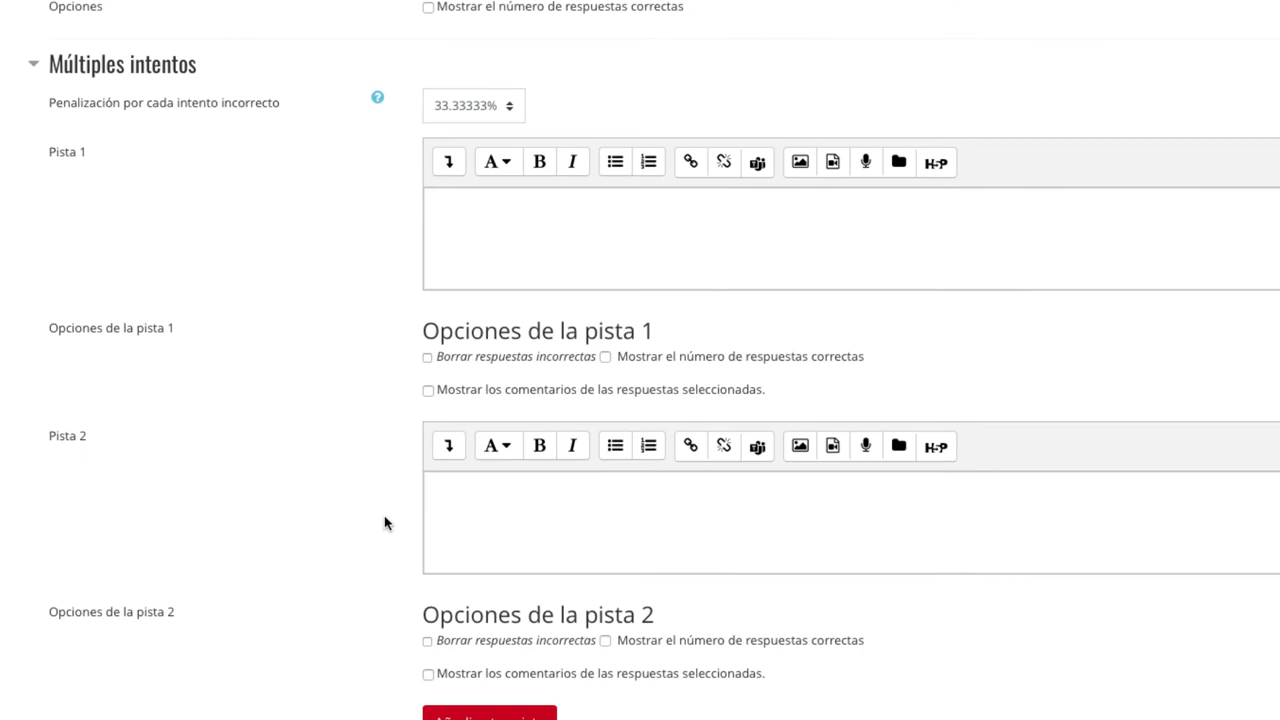 Opciones
Mostrar el número de respuestas correctas
Múltiples intentos
Penalización por cada intento incorrecto
33.33333%
Pista 1
A B I H-P
Opciones de la pista 1
Opciones de la pista 1
Borrar respuestas incorrectas Mostrar el número de respuestas correctas
Mostrar los comentarios de las respuestas seleccionadas.
Pista 2
A B I H-P
Opciones de la pista 2
Opciones de la pista 2
Borrar respuestas incorrectas Mostrar el número de respuestas correctas
Mostrar los comentarios de las respuestas seleccionadas.